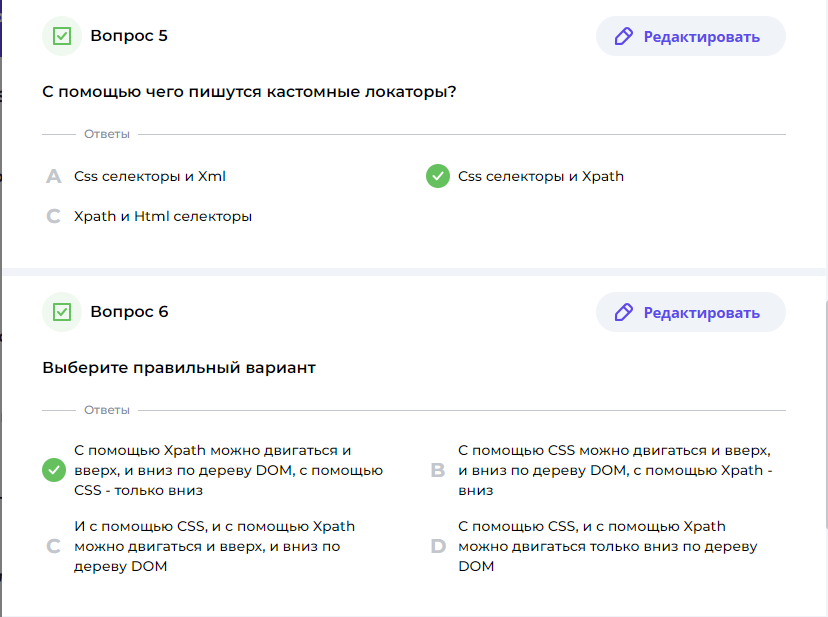 Вопрос 5
Редактировать
С помощью чего пишутся кастомные локаторы?
Ответы
A Css селекторы и Xml
Css селекторы и Xpath
C Xpath и Html селекторы
Вопрос 6
Редактировать
Выберите правильный вариант
Ответы
С помощью Xpath можно двигаться и
вверх, и вниз по дереву DOM, с помощью
CSS - только вниз
B
С помощью CSS можно двигаться и вверх,
и вниз по дереву DOM, с помощью Xpath -
вниз
C
И с помощью CSS, и с помощью Xpath
можно двигаться и вверх, и вниз по
дереву DOM
D
С помощью CSS, и с помощью Xpath
можно двигаться только вниз по дереву
DOM